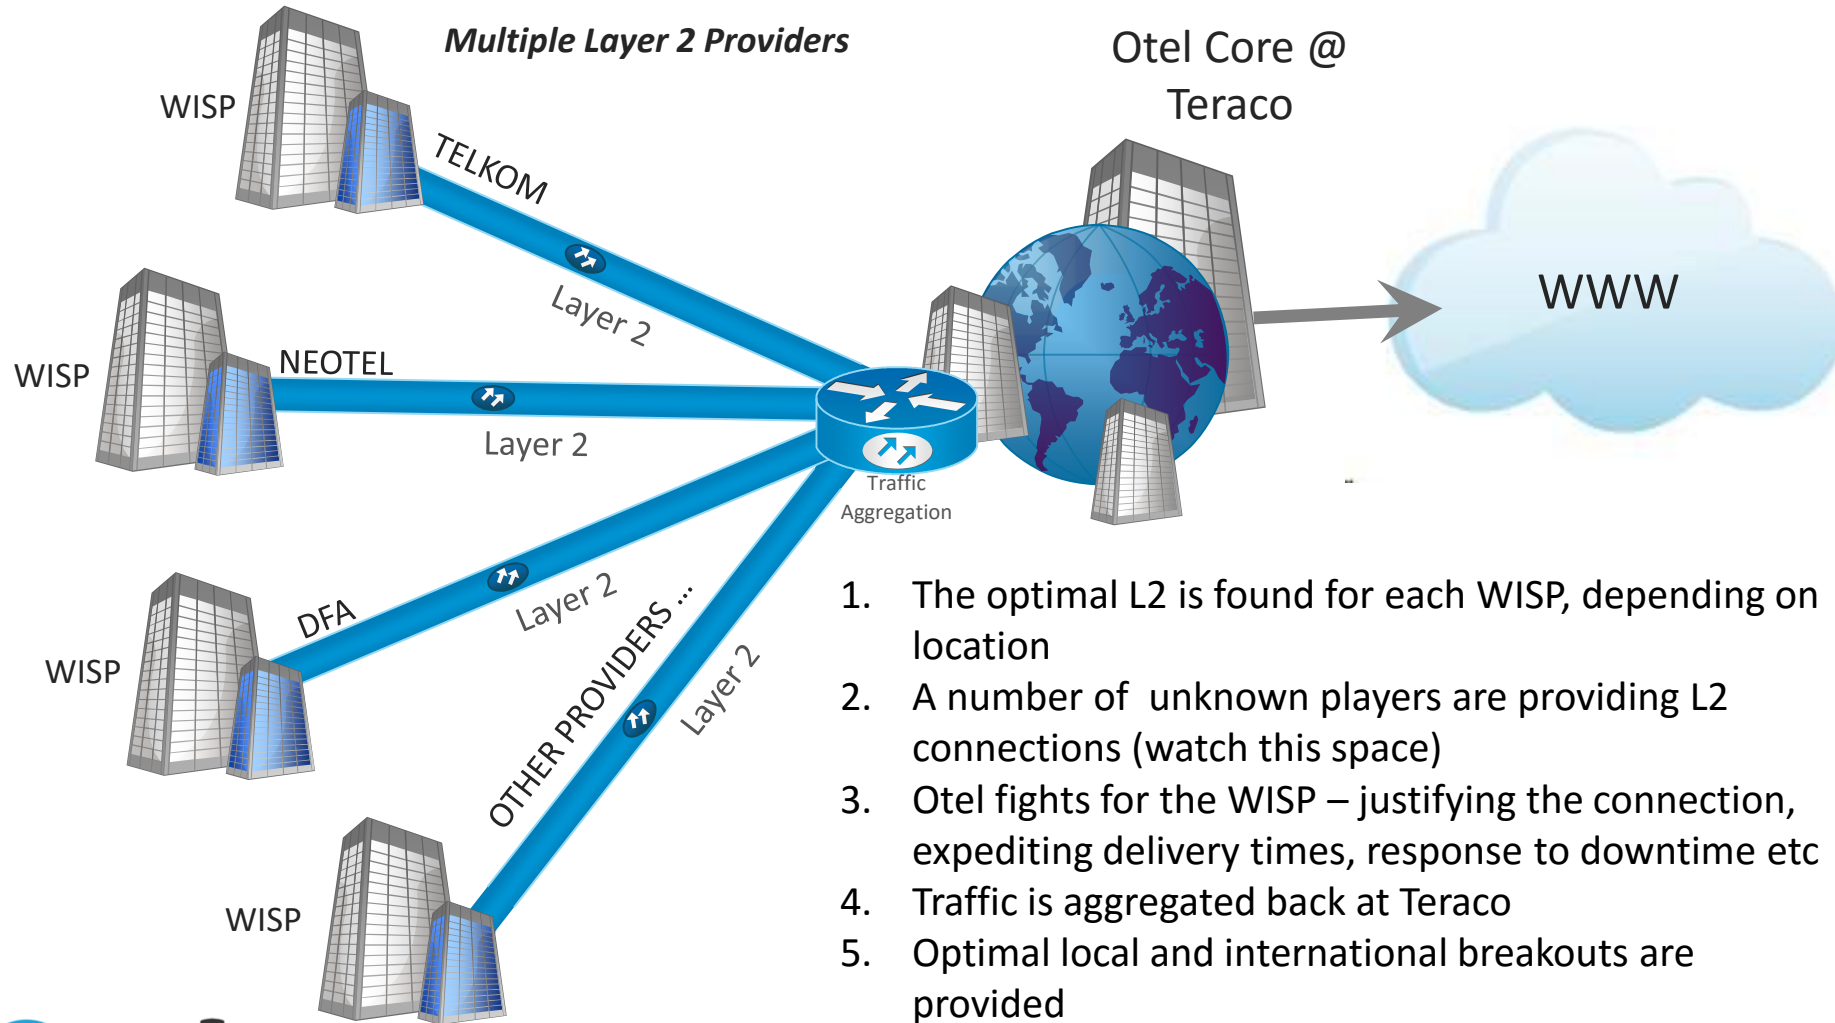 Multiple Layer 2 Providers
Otel Core @
Teraco
WISP
TELKOM
Layer 2
WWW
WISP
NEOTEL
Layer 2
Traffic
Aggregation
WISP
DFA
Layer 2
OTHER PROVIDERS ...
Layer 2
WISP
1. The optimal L2 is found for each WISP, depending on
location
2. A number of  unknown players are providing L2
connections (watch this space)
3. Otel fights for the WISP – justifying the connection,
expediting delivery times, response to downtime etc
4. Traffic is aggregated back at Teraco
5. Optimal local and international breakouts are
provided